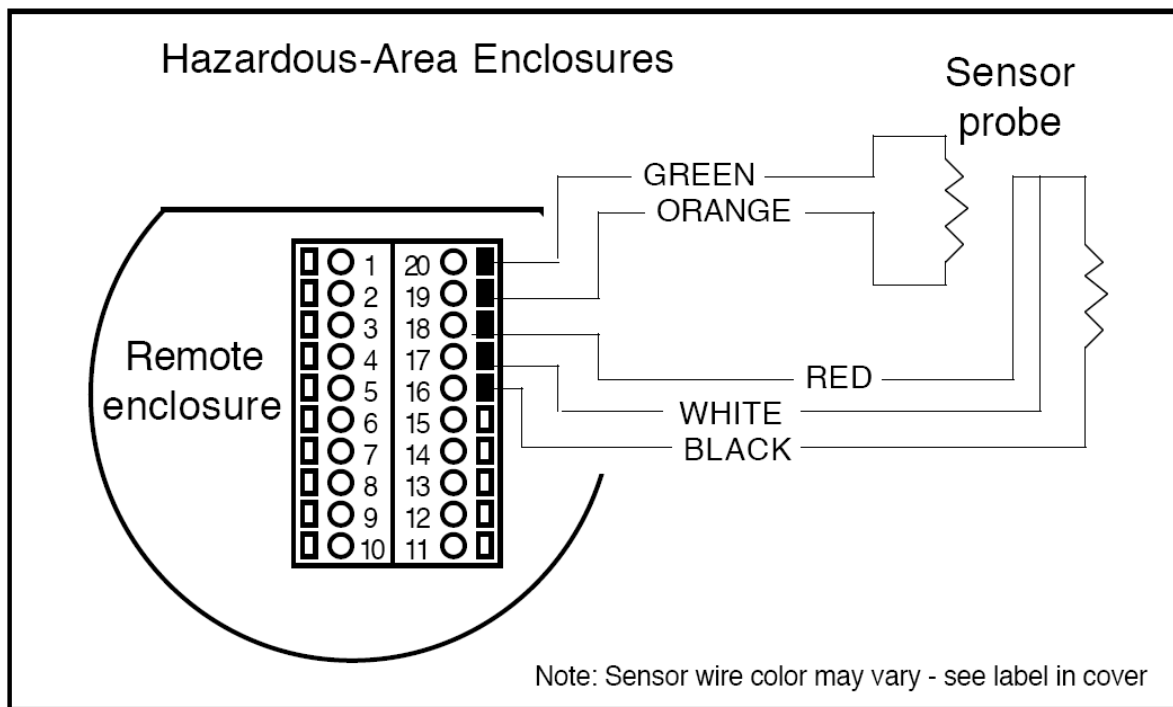 Hazardous-Area Enclosures
Sensor
probe
GREEN
ORANGE
1 20
2 19
3 18
4 17
5 16
6 15
7 14
8 13
9 12
10 11
Remote
enclosure
RED
WHITE
BLACK
Note: Sensor wire color may vary - see label in cover